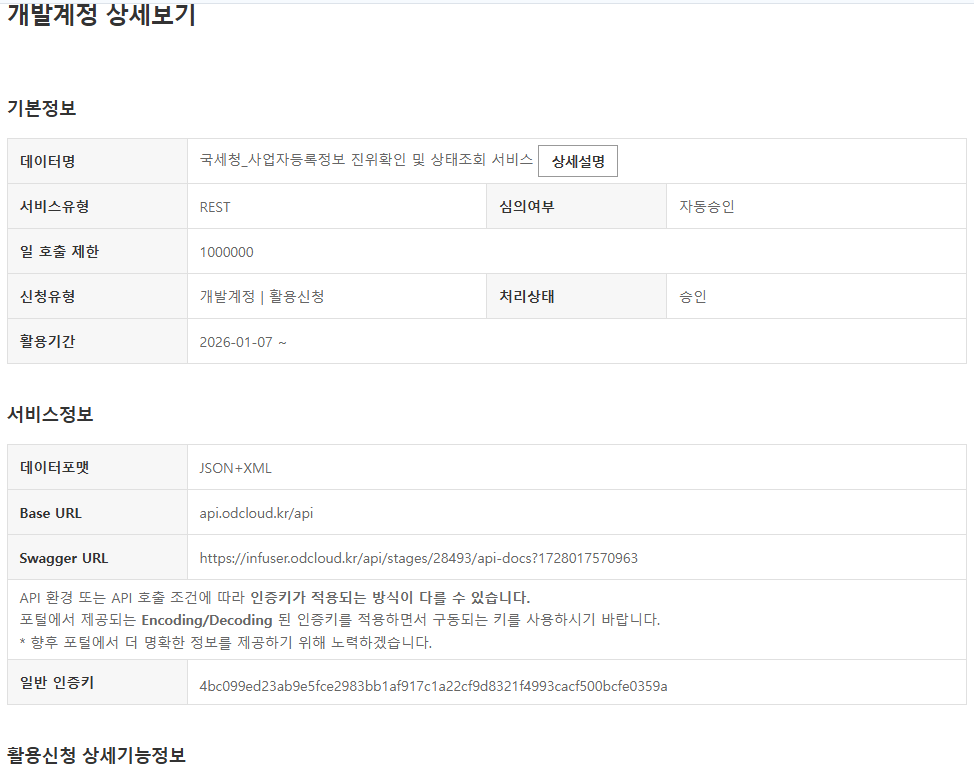 개발계정 상세보기
기본정보
데이터명 국세청_사업자등록정보 진위확인 및 상태조회 서비스 상세설명
서비스유형 REST 심의여부 자동승인
일 호출 제한 1000000
신청유형 개발계정 | 활용신청 처리상태 승인
활용기간 2026-01-07 ~
서비스정보
데이터포맷 JSON+XML
Base URL api.odcloud.kr/api
Swagger URL https://infuser.odcloud.kr/api/stages/28493/api-docs?1728017570963
API 환경 또는 API 호출 조건에 따라 인증키가 적용되는 방식이 다를 수 있습니다.
포털에서 제공되는 Encoding/Decoding 된 인증키를 적용하면서 구동되는 키를 사용하시기 바랍니다.
* 향후 포털에서 더 명확한 정보를 제공하기 위해 노력하겠습니다.
일반 인증키 4bc099ed23ab9e5fce2983bb1af917c1a22cf9d8321f4993cacf500bcfe0359a
활용신청 상세기능정보